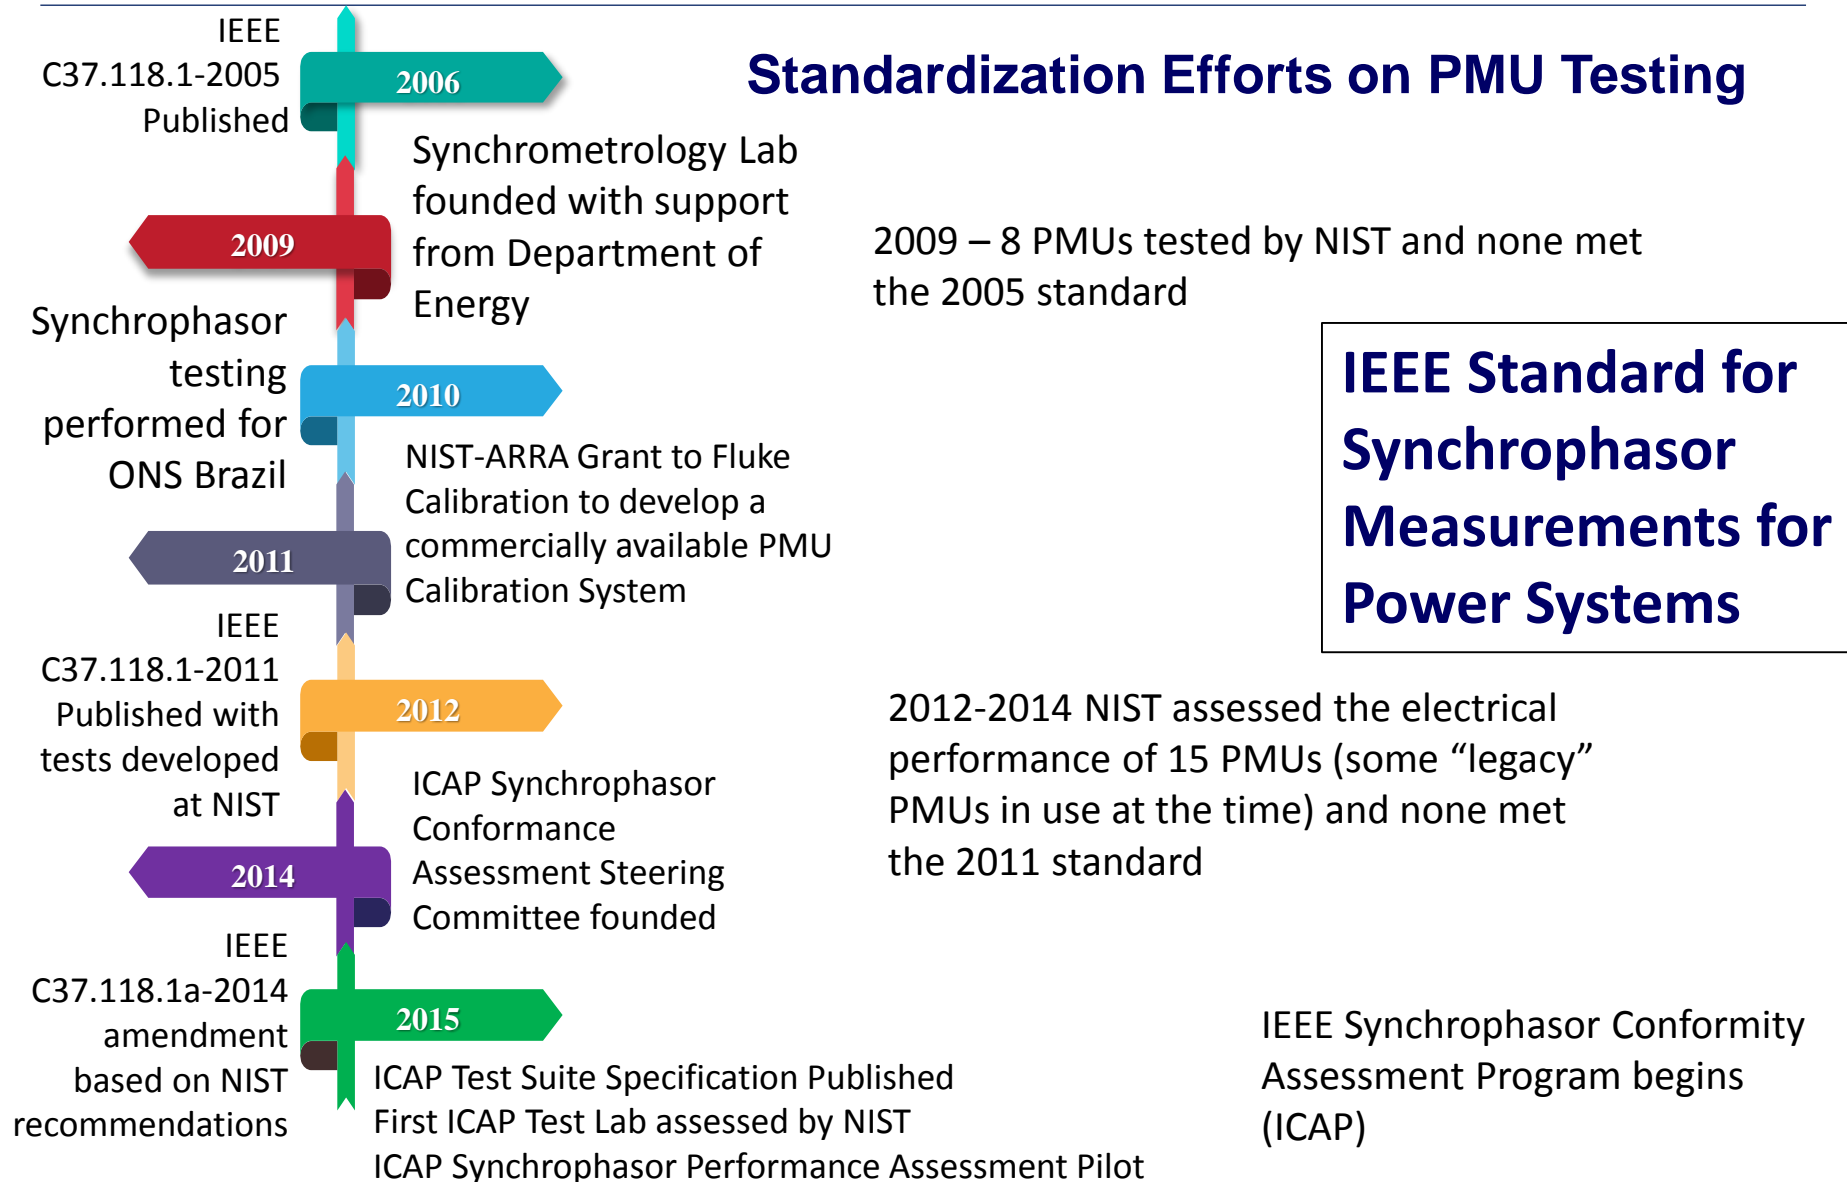 Standardization Efforts on PMU Testing
IEEE
C37.118.1-2005
Published
2006
Synchrometrology Lab
founded with support
from Department of
Energy
2009
2009 – 8 PMUs tested by NIST and none met
the 2005 standard
Synchrophasor
testing
performed for
ONS Brazil
2010
IEEE Standard for
Synchrophasor
Measurements for
Power Systems
NIST-ARRA Grant to Fluke
Calibration to develop a
commercially available PMU
Calibration System
2011
IEEE
C37.118.1-2011
Published with
tests developed
at NIST
2012
2012-2014 NIST assessed the electrical
performance of 15 PMUs (some “legacy”
PMUs in use at the time) and none met
the 2011 standard
ICAP Synchrophasor
Conformance
Assessment Steering
Committee founded
2014
IEEE
C37.118.1a-2014
amendment
based on NIST
recommendations
2015
ICAP Test Suite Specification Published
First ICAP Test Lab assessed by NIST
ICAP Synchrophasor Performance Assessment Pilot
IEEE Synchrophasor Conformity
Assessment Program begins
(ICAP)